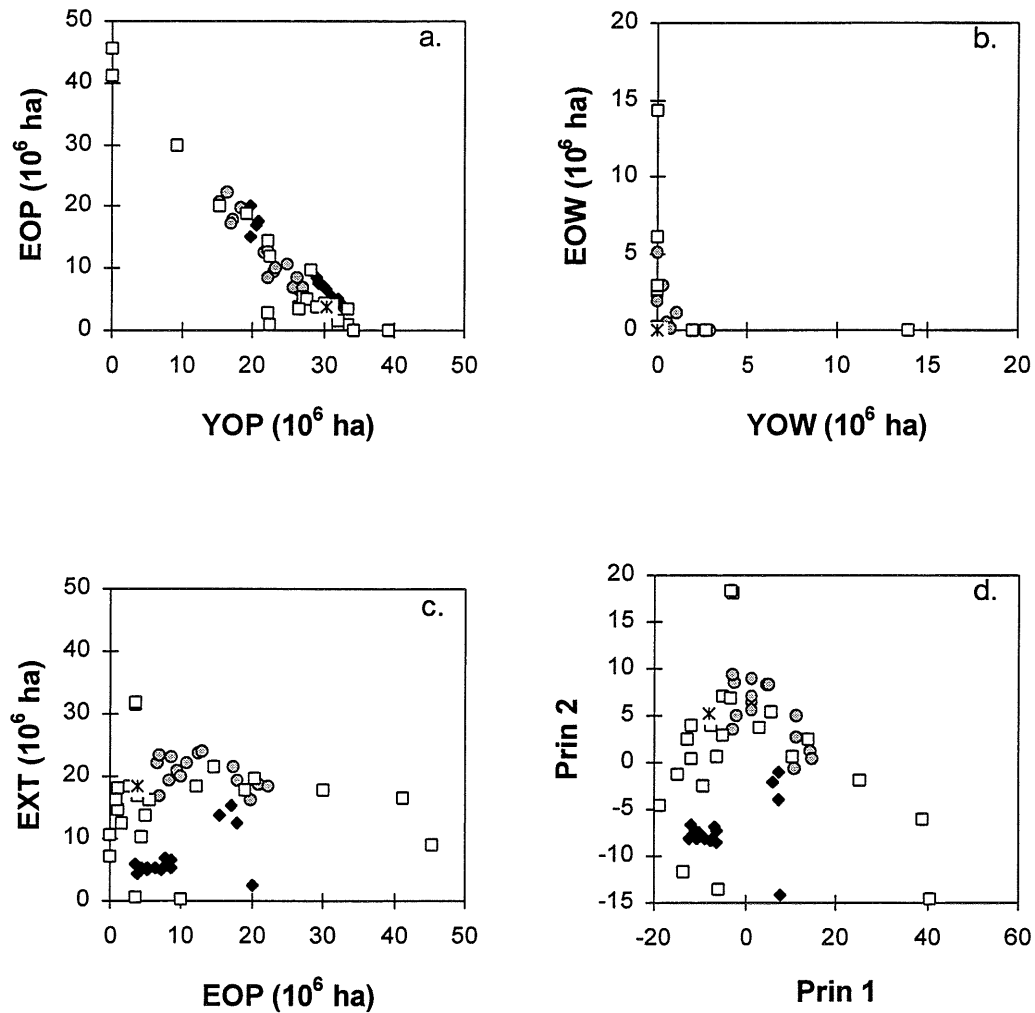 a.
50
40
30
20
10
0
EOP (10⁶ ha)
0 10 20 30 40 50
YOP (10⁶ ha)
b.
20
15
10
5
0
EOW (10⁶ ha)
0 5 10 15 20
YOW (10⁶ ha)
c.
50
40
30
20
10
0
EXT (10⁶ ha)
0 10 20 30 40 50
EOP (10⁶ ha)
d.
20
15
10
5
0
-5
-10
-15
Prin 2
-20 0 20 40 60
Prin 1